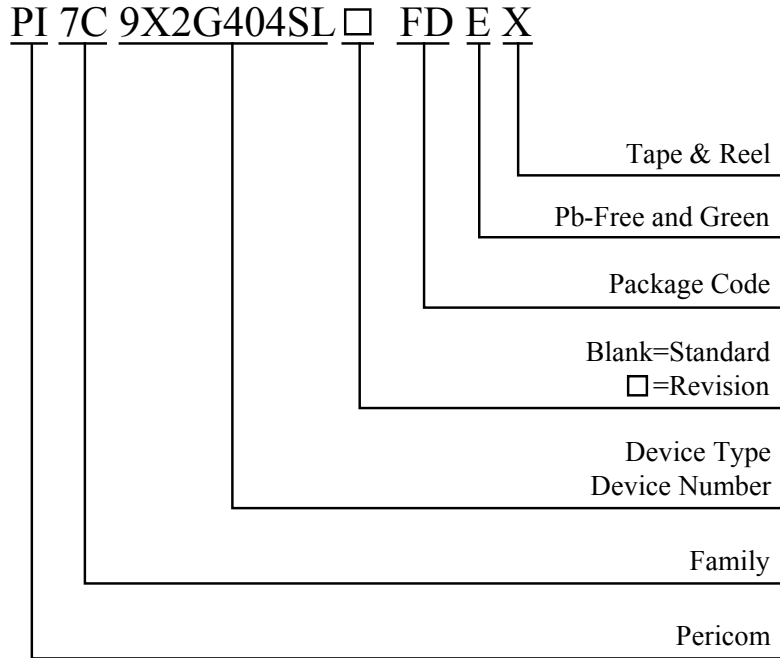 PI 7C 9X2G404SL□ FD E X
Tape & Reel
Pb-Free and Green
Package Code
Blank=Standard
□=Revision
Device Type
Device Number
Family
Pericom